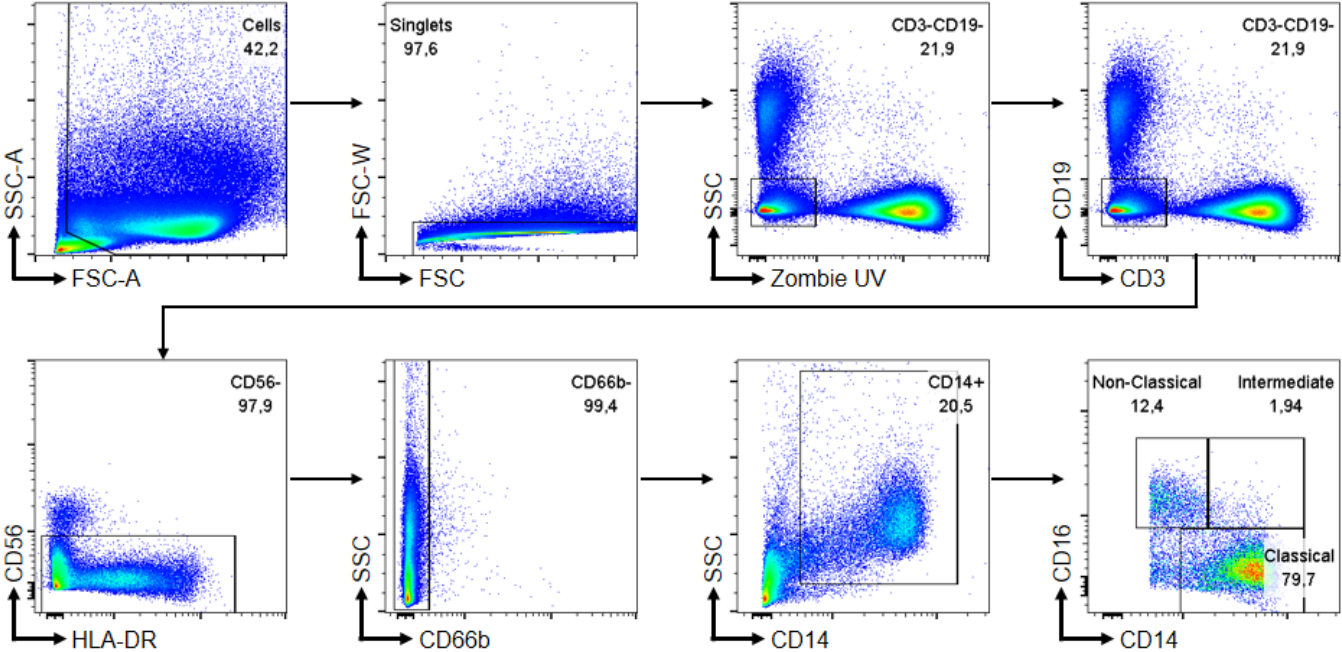 Cells
42,2
SSC-A
FSC-A
Singlets
97,6
FSC-W
FSC
CD3-CD19-
21,9
SSC
Zombie UV
CD3-CD19-
21,9
CD19
CD3
CD56-
97,9
CD56
HLA-DR
CD66b-
99,4
SSC
CD66b
CD14+
20,5
SSC
CD14
Non-Classical
12,4
Intermediate
1,94
Classical
79,7
CD16
CD14